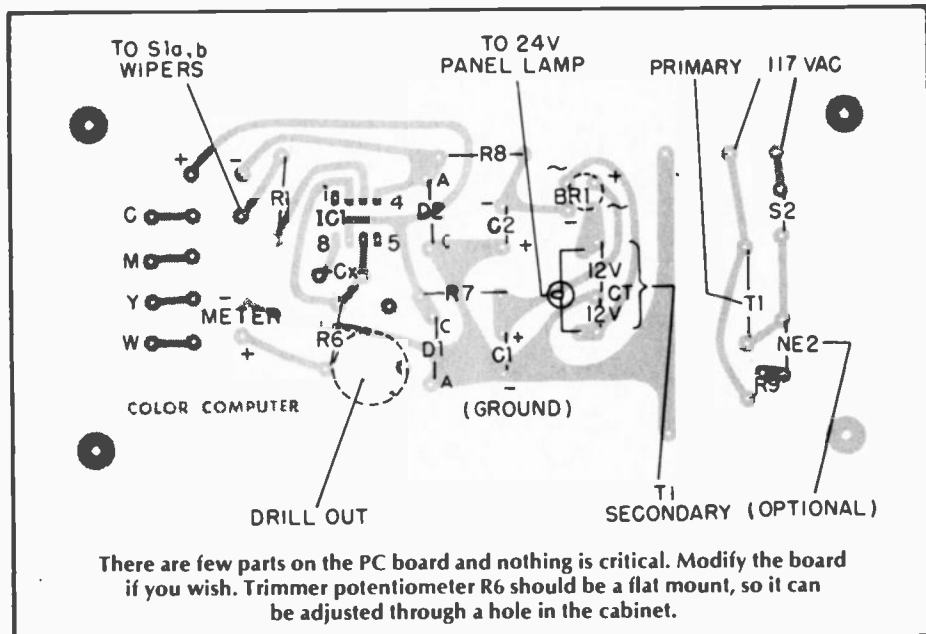 TO S1a,b
WIPERS
TO 24V
PANEL LAMP
PRIMARY
117 VAC
+
-
R8
A
~
+
BR1
~
-
R1
1
4
IC1
8
5
D2
C
-
C2
+
S2
C
M
Y
W
+Cx
R7
12V
CT
12V
T1
-
METER
+
R6
C
D1
A
+
C1
-
NE2
R9
COLOR COMPUTER
(GROUND)
DRILL OUT
T1
SECONDARY
(OPTIONAL)
There are few parts on the PC board and nothing is critical. Modify the board
if you wish. Trimmer potentiometer R6 should be a flat mount, so it can
be adjusted through a hole in the cabinet.